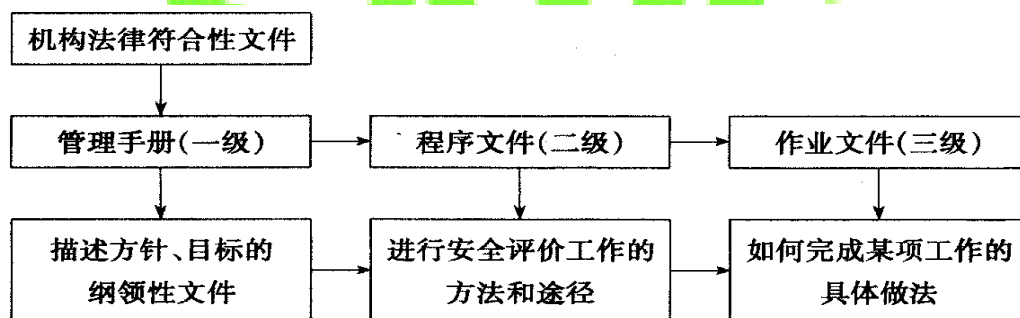 机构法律符合性文件
管理手册(一级)
程序文件(二级)
作业文件(三级)
描述方针、目标的
纲领性文件
进行安全评价工作的
方法和途径
如何完成某项工作的
具体做法